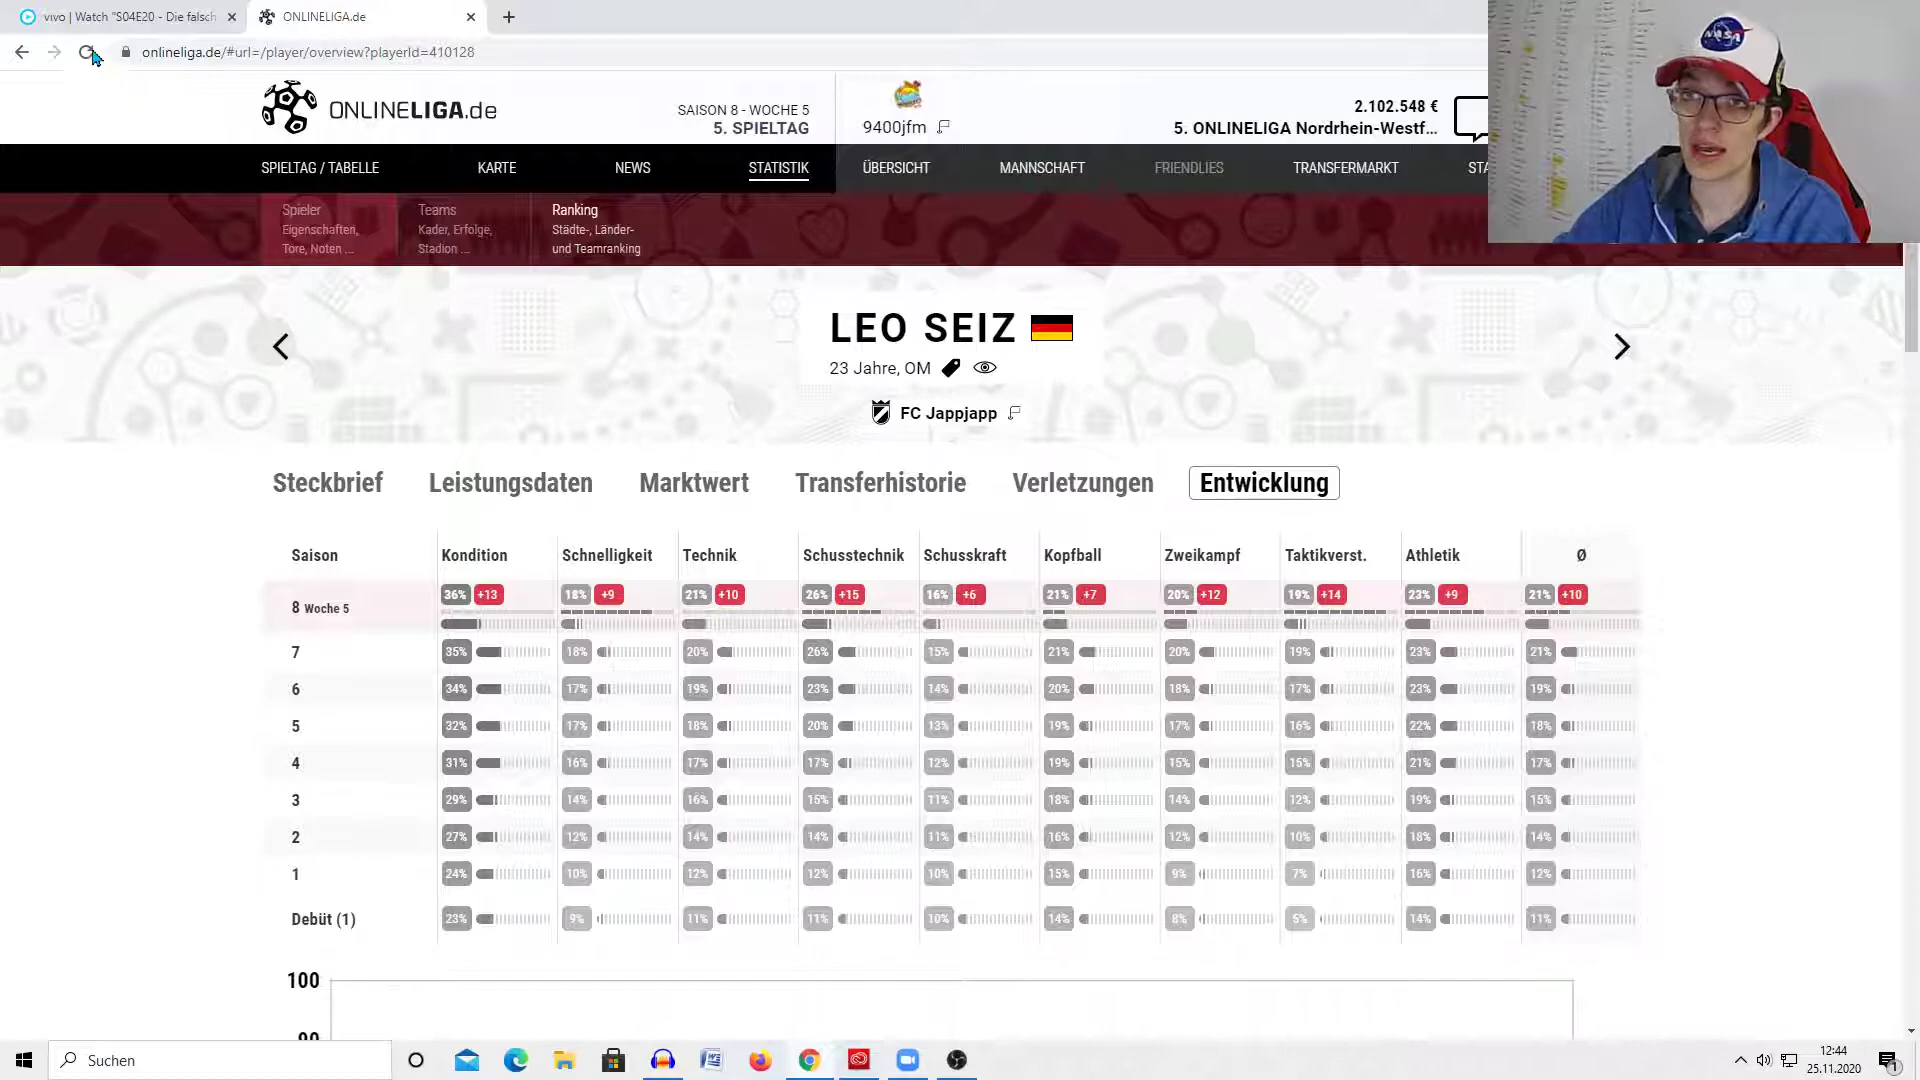 vivo | Watch "S04E20 - Die falsch
ONLINELIGA.de
onlineliga.de/#url=/player/overview?playerId=410128
ONLINELIGA.de
SAISON 8 - WOCHE 5
5. SPIELTAG
9400jfm
2.102.548 €
5. ONLINELIGA Nordrhein-Westf...
NASA
SPIELTAG / TABELLE KARTE NEWS STATISTIK ÜBERSICHT MANNSCHAFT FRIENDLIES TRANSFERMARKT STA
Spieler Teams Ranking
Eigenschaften, Kader, Erfolge, Städte-, Länder-
Tore, Noten ... Stadion ... und Teamranking
LEO SEIZ
23 Jahre, OM
FC Jappjapp
Steckbrief Leistungsdaten Marktwert Transferhistorie Verletzungen Entwicklung
Saison Kondition Schnelligkeit Technik Schusstechnik Schusskraft Kopfball Zweikampf Taktikverst. Athletik Ø
8 Woche 5 36% +13 18% +9 21% +10 26% +15 16% +6 21% +7 20% +12 19% +14 23% +9 21% +10
7 35% 18% 20% 26% 15% 21% 20% 19% 23% 21%
6 34% 17% 19% 23% 14% 20% 18% 17% 23% 19%
5 32% 17% 18% 20% 13% 19% 17% 16% 22% 18%
4 31% 16% 17% 17% 12% 19% 15% 15% 21% 17%
3 29% 14% 16% 15% 11% 18% 14% 12% 19% 15%
2 27% 12% 14% 14% 11% 16% 12% 10% 18% 14%
1 24% 10% 12% 12% 10% 15% 9% 7% 16% 12%
Debüt (1) 23% 9% 11% 11% 10% 14% 8% 5% 14% 11%
100
90
Suchen
12:44
25.11.2020
1